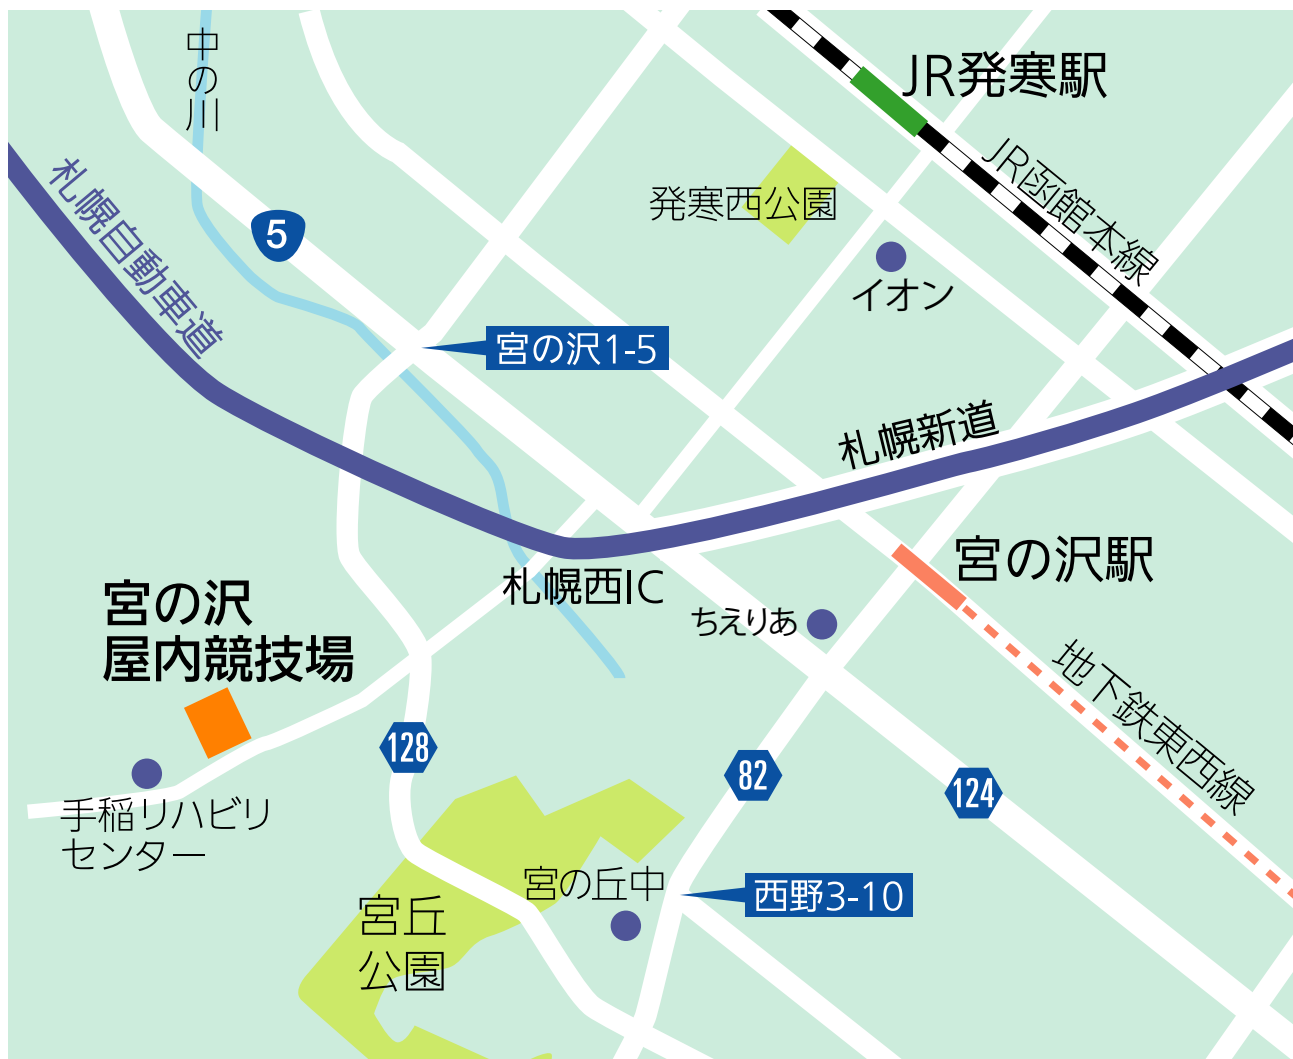 中の川
JR発寒駅
JR函館本線
札幌自動車道
5
発寒西公園
イオン
宮の沢1-5
札幌新道
宮の沢駅
札幌西IC
ちえりあ
宮の沢
屋内競技場
地下鉄東西線
128
82
124
手稲リハビリ
センター
宮の丘中
西野3-10
宮丘
公園